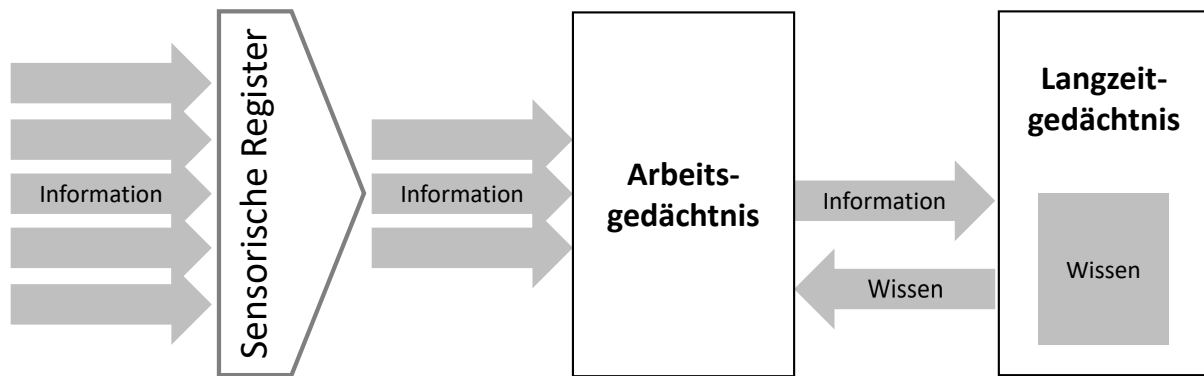 Information
Sensorische Register
Information
Arbeits-
gedächtnis
Information
Wissen
Langzeit-
gedächtnis
Wissen